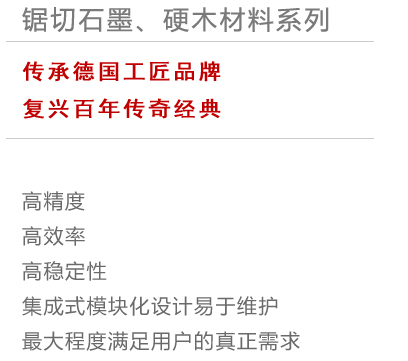 锯切石墨、硬木材料系列
传承德国工匠品牌
复兴百年传奇经典
高精度
高效率
高稳定性
集成式模块化设计易于维护
最大程度满足用户的真正需求